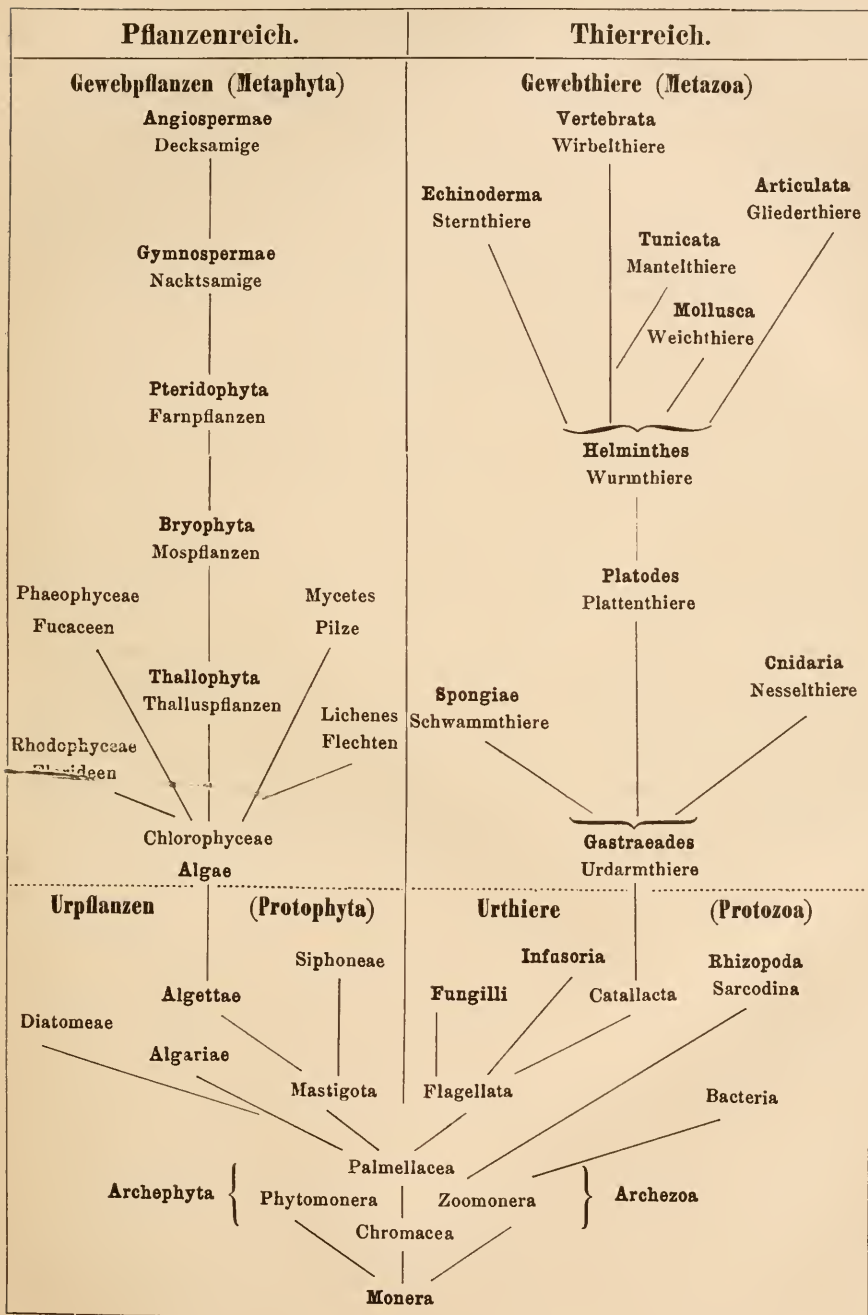 Pflanzenreich.
Thierreich.
Gewebpflanzen (Metaphyta)
Angiospermae
Decksamige
Gymnospermae
Nacktsamige
Pteridophyta
Farnpflanzen
Bryophyta
Mospflanzen
Phaeophyceae
Fucaceen
Mycetes
Pilze
Thallophyta
Thalluspflanzen
Lichenes
Flechten
Rhodophyceae
Chlorophyceae
Algae
Gewebthiere (Metazoa)
Vertebrata
Wirbelthiere
Echinoderma
Sternthiere
Articulata
Gliederthiere
Tunicata
Mantelthiere
Mollusca
Weichthiere
Helminthes
Wurmthiere
Platodes
Plattenthiere
Cnidaria
Nesselthiere
Spongiae
Schwammthiere
Gastraeades
Urdarmthiere
Urpflanzen (Protophyta)
Siphoneae
Algettae
Diatomeae
Algariae
Mastigota
Urthiere (Protozoa)
Infusoria
Rhizopoda
Sarcodina
Fungilli
Catallacta
Flagellata
Bacteria
Palmellacea
Archephyta
Phytomonera
Zoomonera
Archezoa
Chromacea
Monera